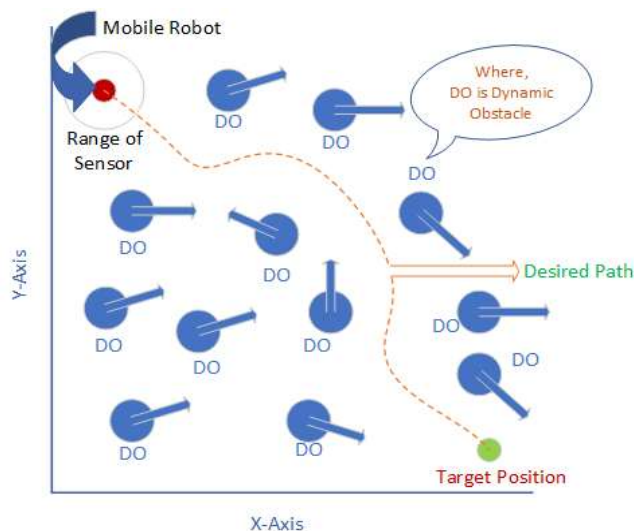 Mobile Robot
Range of
Sensor
DO
DO
Where,
DO is Dynamic
Obstacle
DO
DO
DO
Desired Path
DO
DO
DO
DO
DO
DO
DO
Target Position
Y-Axis
X-Axis